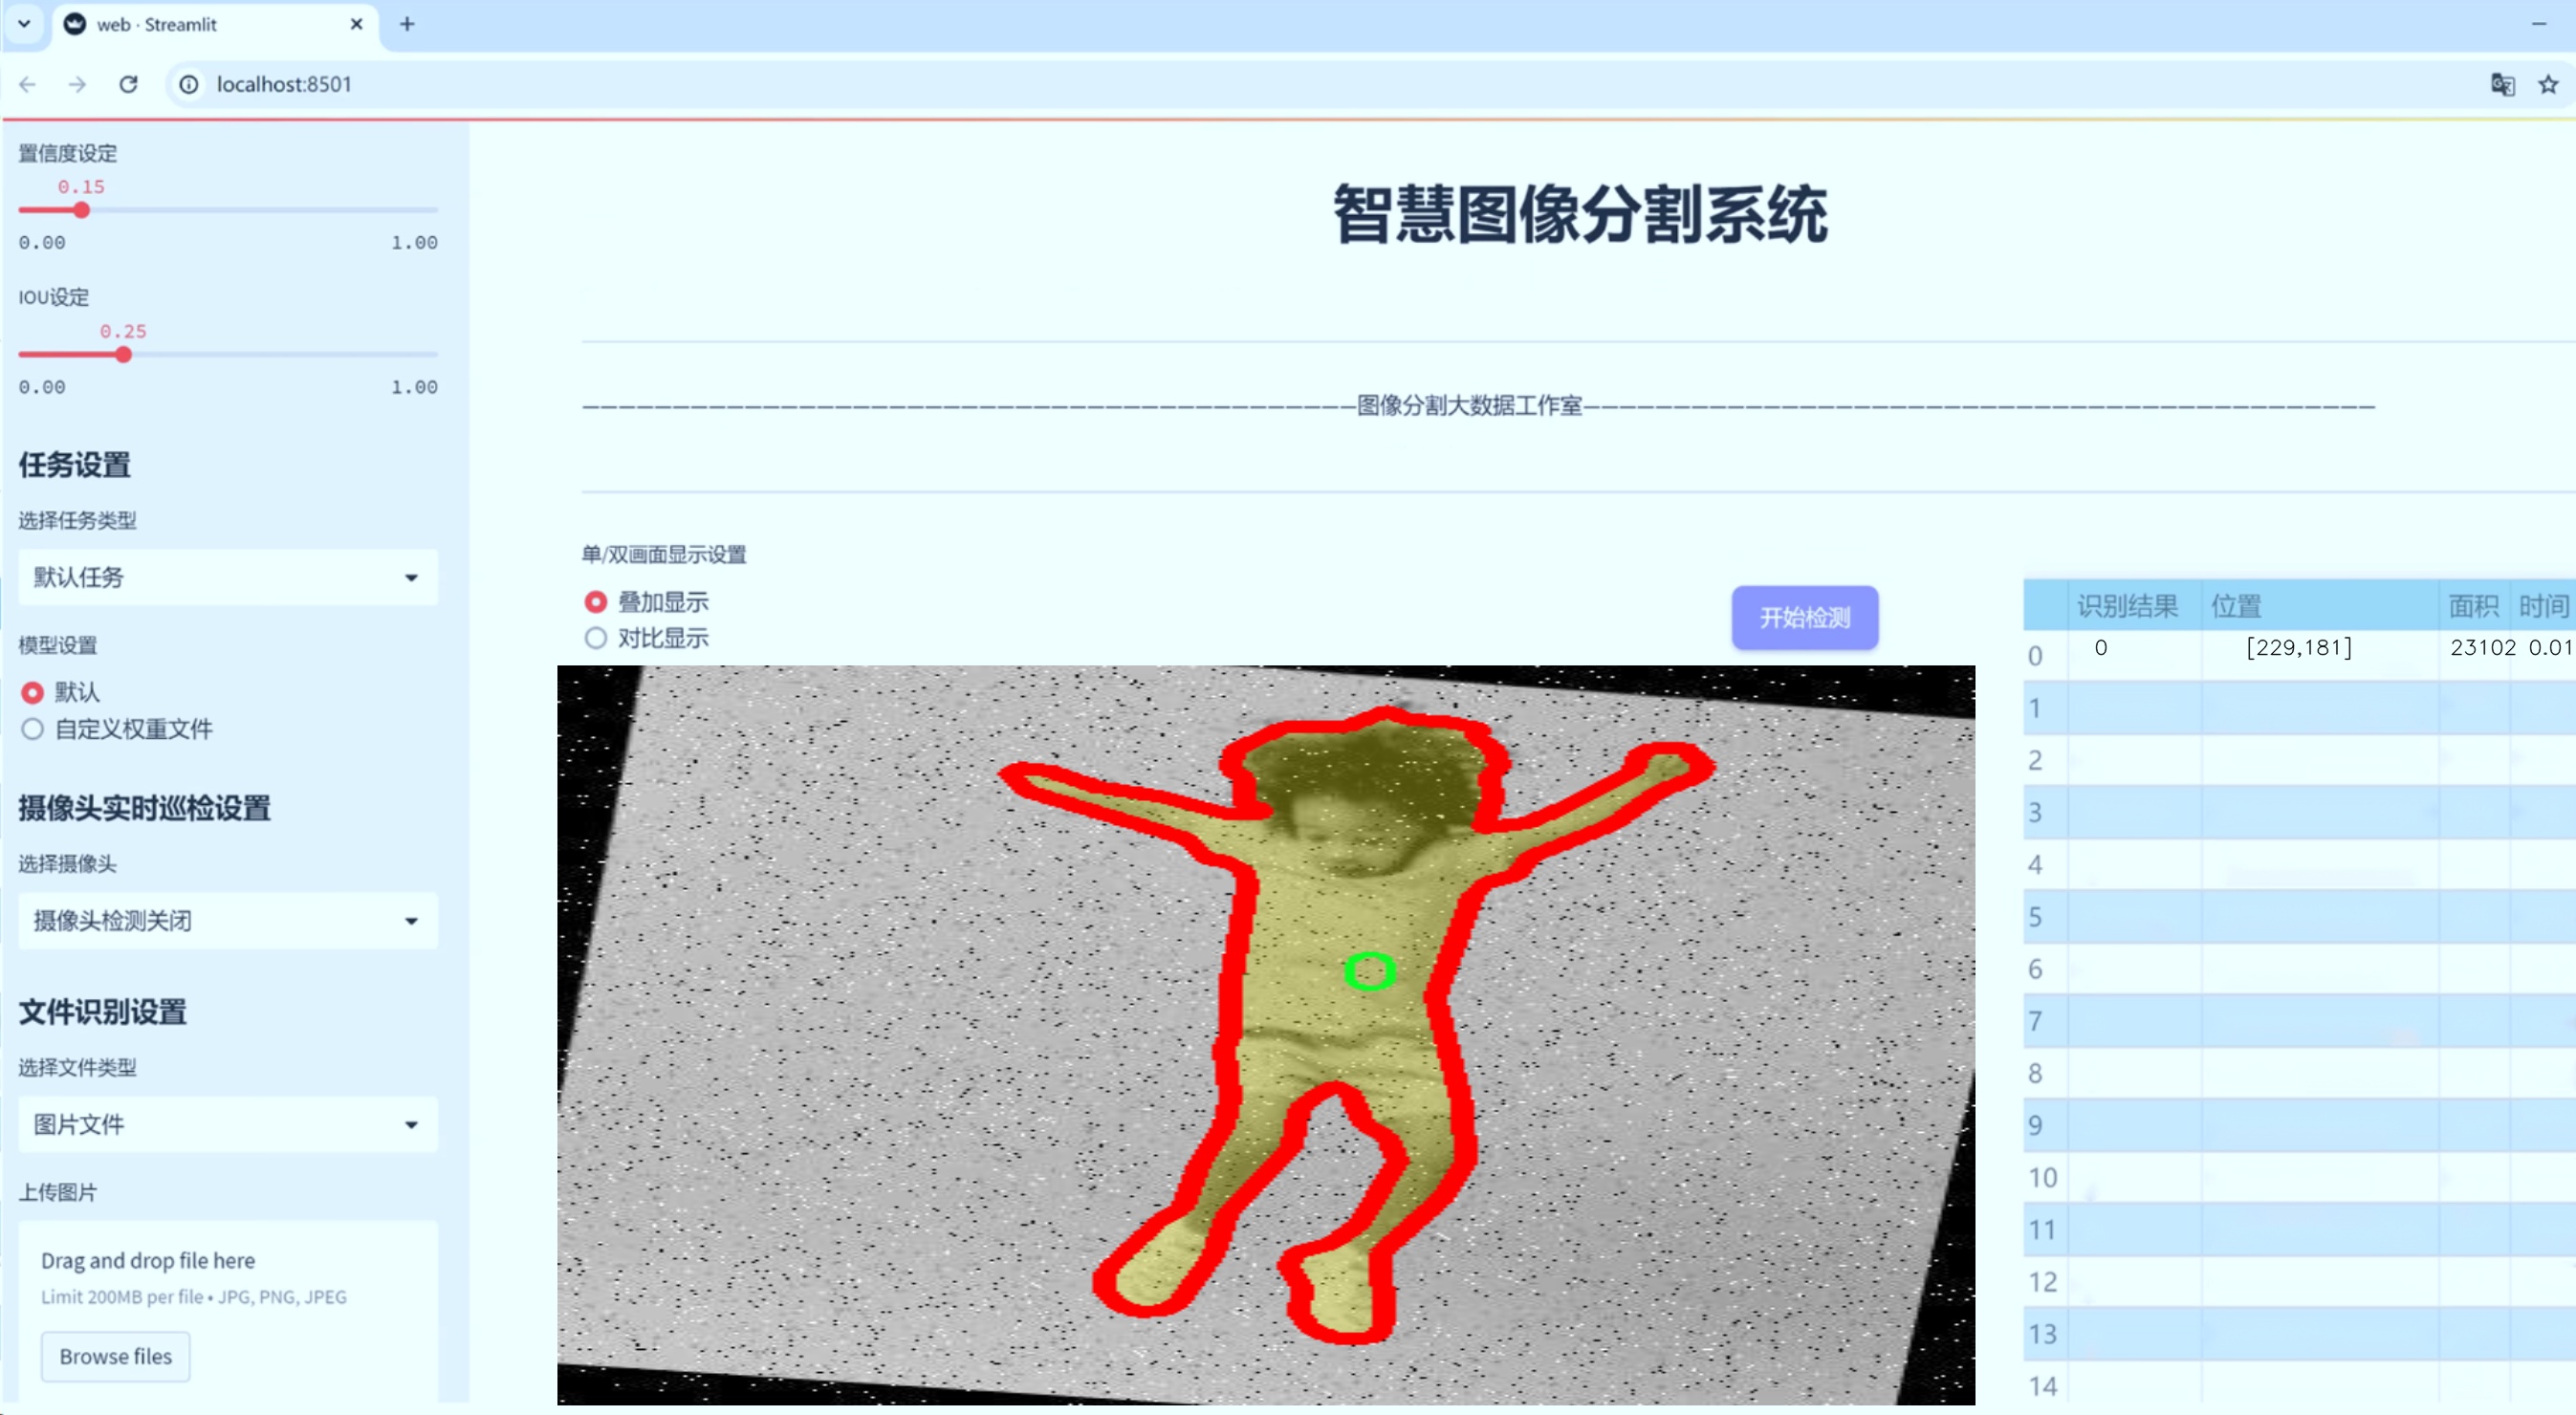 web · Streamlit
localhost:8501
置信度设定
0.15
0.00 1.00
IOU设定
0.25
0.00 1.00
任务设置
选择任务类型
默认任务
模型设置
默认
自定义权重文件
摄像头实时巡检设置
选择摄像头
摄像头检测关闭
文件识别设置
选择文件类型
图片文件
上传图片
Drag and drop file here
Limit 200MB per file • JPG, PNG, JPEG
Browse files
智慧图像分割系统
图像分割大数据工作室
单/双画面显示设置
叠加显示
对比显示
开始检测
识别结果 位置 面积 时间
0 0 [229,181] 23102 0.01
1
2
3
4
5
6
7
8
9
10
11
12
13
14